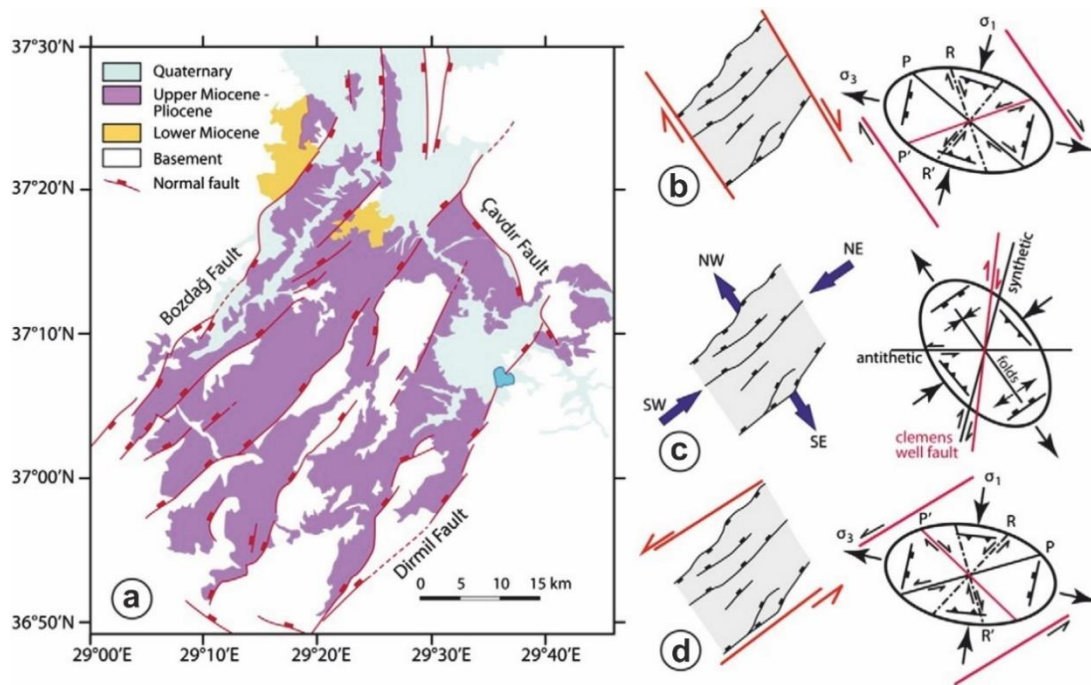 37°30′N
37°20′N
37°10′N
37°00′N
36°50′N
29°00′E
29°10′E
29°20′E
29°30′E
29°40′E
Quaternary
Upper Miocene -
Pliocene
Lower Miocene
Basement
Normal fault
Bozdağ Fault
Çavdır Fault
Dirmil Fault
0 5 10 15 km
a
b
σ1
σ3
P
R
P'
R'
c
NW
NE
SW
SE
synthetic
antithetic
folds
clemens
well fault
d
σ1
σ3
P'
R
P
R'